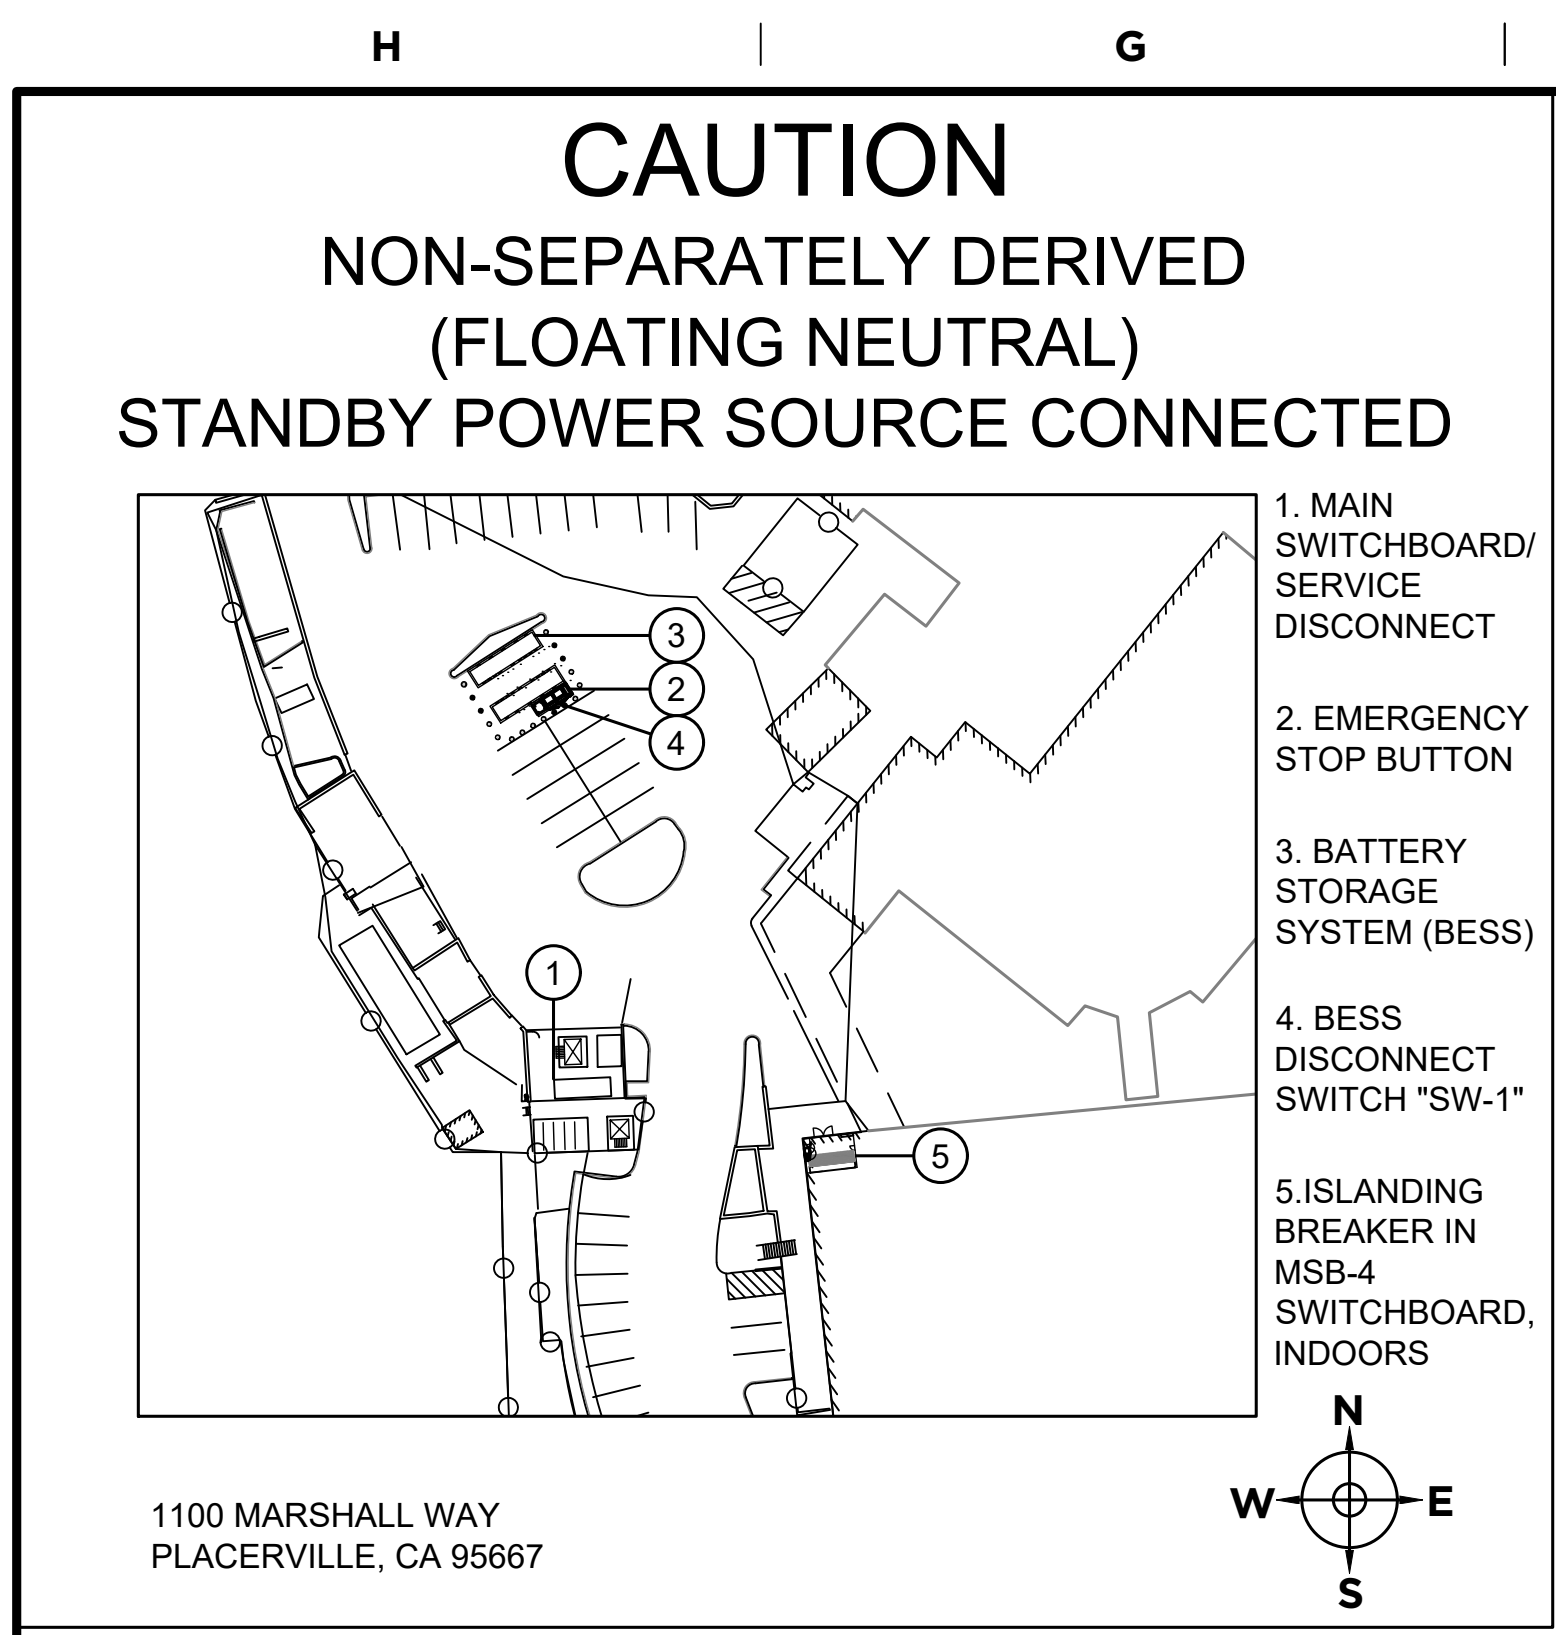 H
G
CAUTION
NON-SEPARATELY DERIVED
(FLOATING NEUTRAL)
STANDBY POWER SOURCE CONNECTED
3
2
4
1
5
1. MAIN
SWITCHBOARD/
SERVICE
DISCONNECT
2. EMERGENCY
STOP BUTTON
3. BATTERY
STORAGE
SYSTEM (BESS)
4. BESS
DISCONNECT
SWITCH "SW-1"
5.ISLANDING
BREAKER IN
MSB-4
SWITCHBOARD,
INDOORS
N
W
E
S
1100 MARSHALL WAY
PLACERVILLE, CA 95667